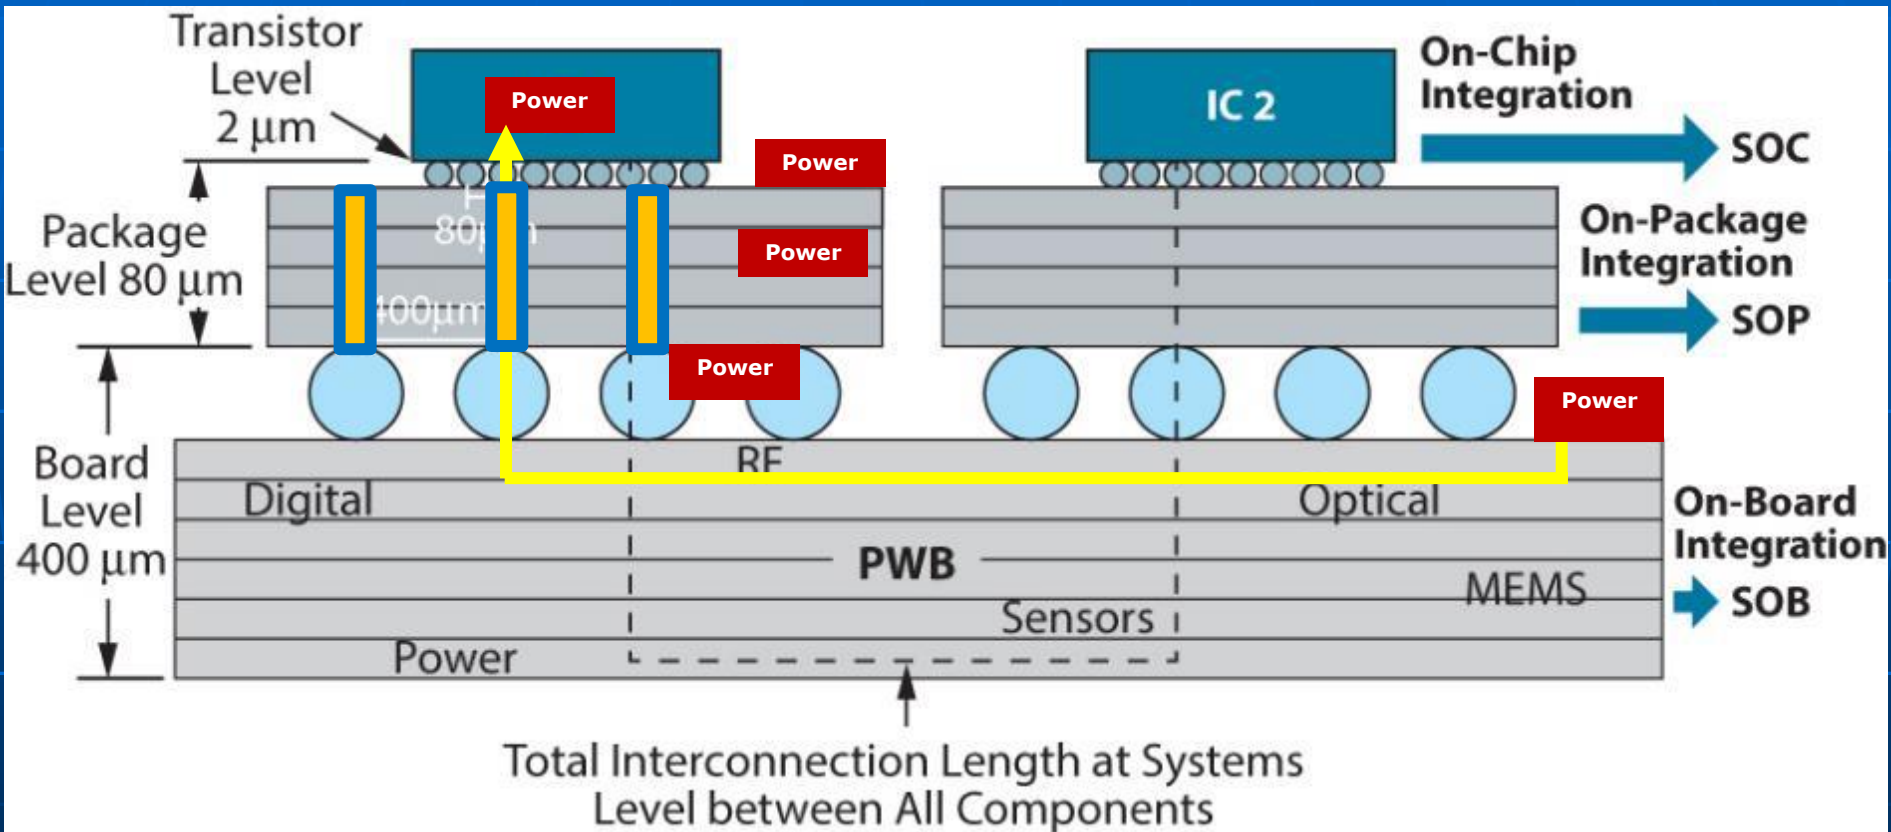 Transistor
Level
2 μm
Power
IC 2
On-Chip
Integration
SOC
Power
Package
Level 80 μm
Power
400μm
On-Package
Integration
SOP
Power
Power
Board
Level
400 μm
RF
Digital
Optical
PWB
MEMS
Sensors
Power
On-Board
Integration
SOB
Total Interconnection Length at Systems
Level between All Components